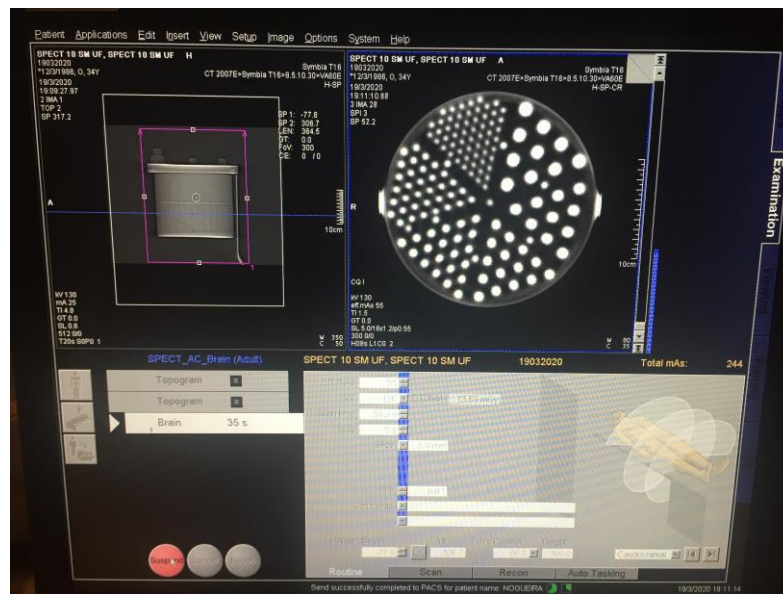 Patient Applications Edit Insert View Setup Image Options System Help
SPECT 10 SM UF, SPECT 10 SM UF H
19032020
*12/3/1986, O, 34Y
19/3/2020
19:09:27.97
2 IMA 1
TOP 2
SP 317.2
Symbia T16
CT 2007E>Symbia T16>8.5.10.30>VA60E
H-SP
SP 1: -77.8
SP 2: 306.7
LEN: 384.5
GT: 0.0
FoV: 300
CE: 0 / 0
A
10cm
1
kV 130
mA 25
TI 4.8
GT 0.0
SL 0.6
512 0/0
T20s S0P0 1
W 350
C 50
SPECT 10 SM UF, SPECT 10 SM UF A
19032020
*12/3/1986, O, 34Y
19/3/2020
19:11:10.88
2 IMA 28
SPI 3
SP 52.2
Symbia T16
CT 2007E>Symbia T16>8.5.10.30>VA60E
H-SP-CR
R
10cm
CQ I
kV 130
eff.mAs 55
TI 1.5
GT 0.0
SL 5.0/16x1.2/p0.55
300 0/0
H08s L1C0 2
W 80
C 35
Examination
SPECT_AC_Brain (Adult)
SPECT 10 SM UF, SPECT 10 SM UF 19032020 Total mAs: 244
Topogram
Topogram
1 Brain 35 s
Suspend
Recon
Caudocranial
Routine Scan Recon Auto Tasking
Send successfully completed to PACS for patient name: NOGUEIRA
19/3/2020 19:11:14